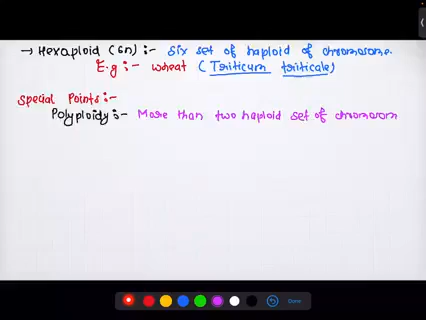 → Hexaploid (6n) :- six set of haploid of chromosome.
E.g :- wheat (Triticum triticale)
Special Points :-
Polyploidy :- More than two haploid set of chromosom
Done